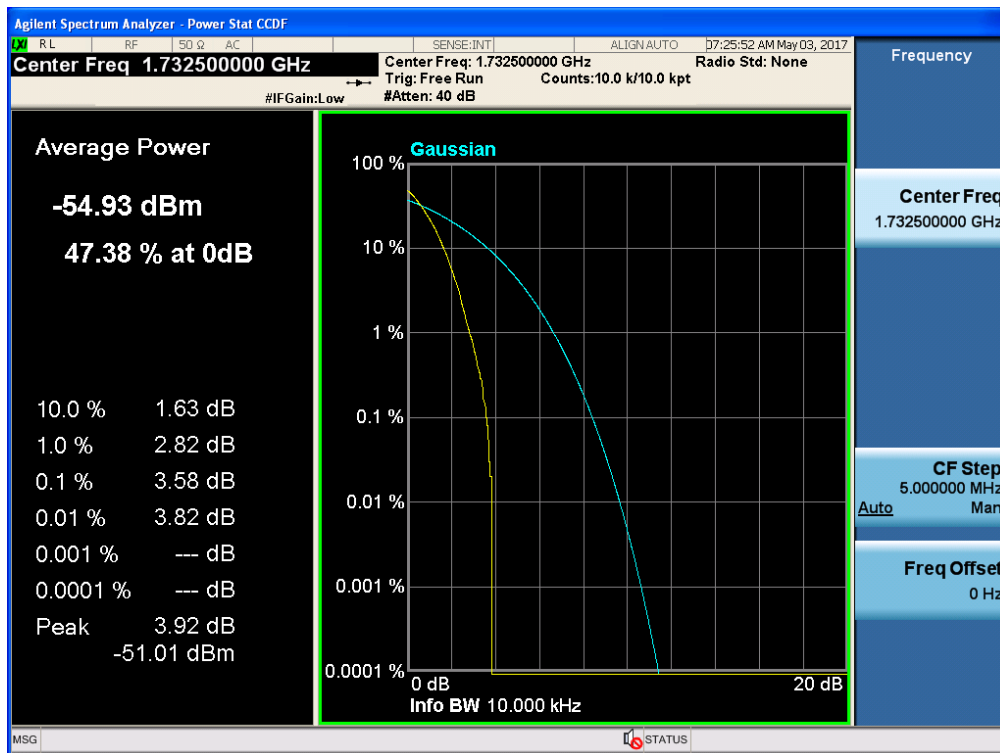 Agilent Spectrum Analyzer - Power Stat CCDF
LXI RL RF 50 Ω AC SENSE:INT ALIGN AUTO 07:25:52 AM May 03, 2017
Center Freq 1.732500000 GHz
Center Freq: 1.732500000 GHz Radio Std: None
Trig: Free Run Counts:10.0 k/10.0 kpt
#IFGain:Low #Atten: 40 dB
Average Power
-54.93 dBm
47.38 % at 0dB
10.0 % 1.63 dB
1.0 % 2.82 dB
0.1 % 3.58 dB
0.01 % 3.82 dB
0.001 % --- dB
0.0001 % --- dB
Peak 3.92 dB
-51.01 dBm
Gaussian
100 %
10 %
1 %
0.1 %
0.01 %
0.001 %
0.0001 %
0 dB 20 dB
Info BW 10.000 kHz
Frequency
Center Freq
1.732500000 GHz
CF Step
5.000000 MHz
Auto Man
Freq Offset
0 Hz
MSG STATUS